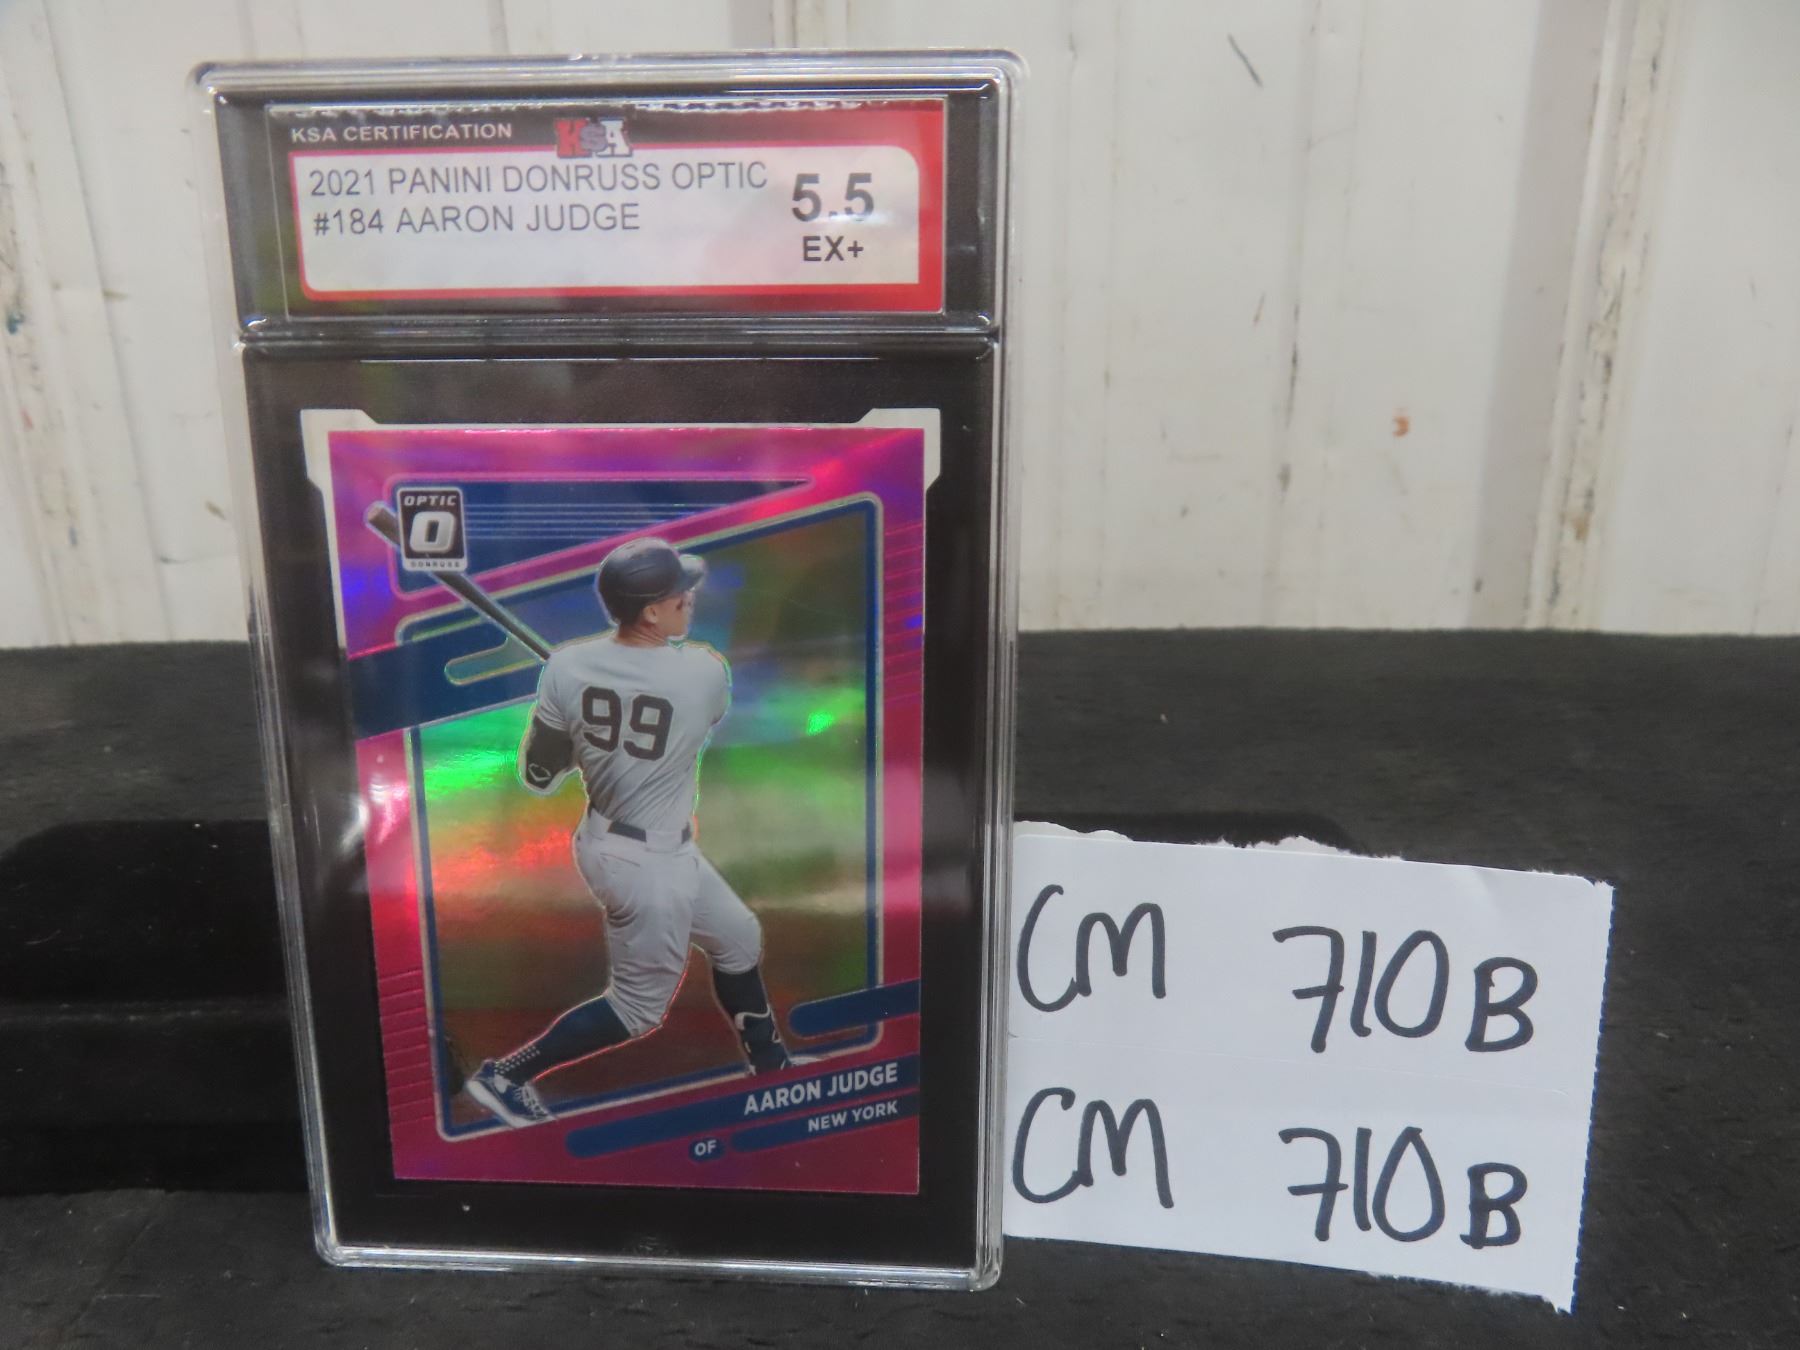 KSA CERTIFICATION KSA
2021 PANINI DONRUSS OPTIC
#184 AARON JUDGE
5.5
EX+
OPTIC
O
DONRUSS
99
AARON JUDGE
OF NEW YORK
CM 710B
CM 710B